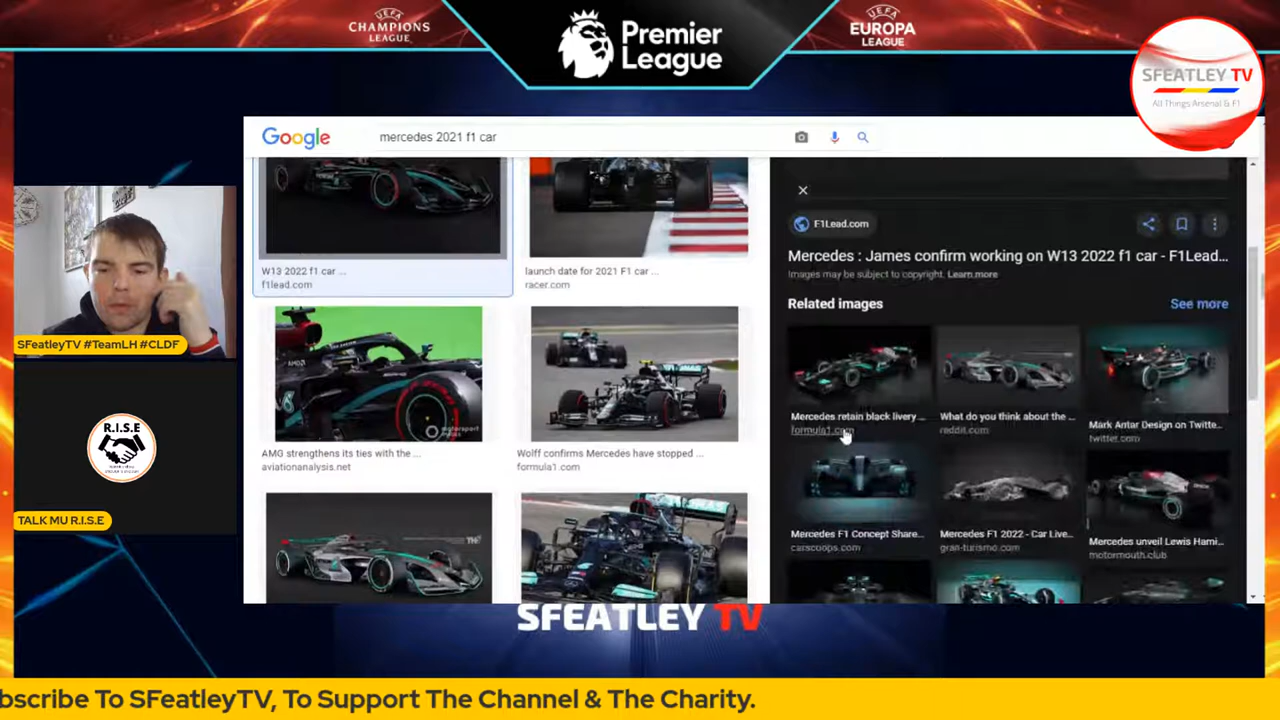 UEFA
CHAMPIONS
LEAGUE
Premier
League
UEFA
EUROPA
LEAGUE
SFEATLEY TV
All Things Arsenal & F1
Google
mercedes 2021 f1 car
W13 2022 f1 car ...
f1lead.com
launch date for 2021 F1 car ...
racer.com
AMG strengthens its ties with the ...
aviationanalysis.net
Wolff confirms Mercedes have stopped ...
formula1.com
F1Lead.com
Mercedes : James confirm working on W13 2022 f1 car - F1Lead...
Images may be subject to copyright. Learn more
Related images
See more
Mercedes retain black livery ...
formula1.com
What do you think about the ...
reddit.com
Mark Antar Design on Twitte...
twitter.com
Mercedes F1 Concept Share...
carscoops.com
Mercedes F1 2022 - Car Live...
gran-turismo.com
Mercedes unveil Lewis Hami...
motormouth.club
SFeatleyTV #TeamLH #CLDF
R.I.S.E
TALK MU R.I.S.E
SFEATLEY TV
bscribe To SFeatleyTV, To Support The Channel & The Charity.